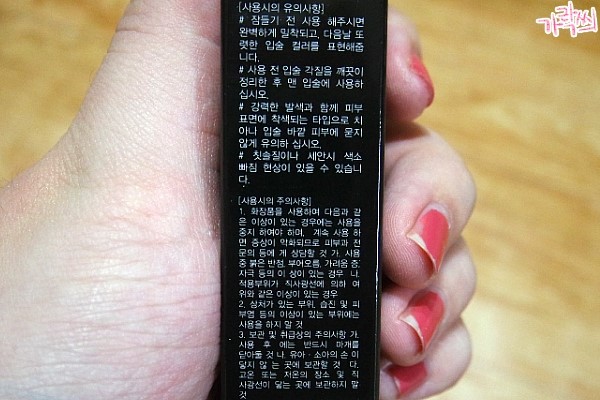 가락찌
[사용시의 유의사항]
# 잠들기 전 사용 해주시면
완벽하게 밀착되고, 다음날 또
렷한 입술 컬러를 표현해줍
니다.
# 사용 전 입술 각질을 깨끗이
정리한 후 맨 입술에 사용하
십시오.
# 강력한 발색과 함께 피부
표면에 착색되는 타입으로 치
아나 입술 바깥 피부에 묻지
않게 유의하 십시오.
# 칫솔질이나 세안시 색소
빠짐 현상이 있을 수 있습니
다.
[사용시의 주의사항]
1. 화장품을 사용하여 다음과 같
은 이상이 있는 경우에는 사용을
중지 하여야 하며, 계속 사용 하
면 증상이 악화되므로 피부과 전
문의 등에 게 상담할 것 가. 사용
중 붉은 반점, 부어오름, 가려움 증,
자극 등의 이 상이 있는 경우 나.
적용부위가 직사광선에 의하 여
위와 같은 이상이 있는 경우
2. 상처가 있는 부위, 습진 및 피
부염 등의 이상이 있는 부위에는
사용을 하지 말 것
3. 보관 및 취급상의 주의사항 가.
사용 후 에는 반드시 마개를
닫아둘 것 나. 유아·소아의 손 이
닿지 않 는 곳에 보관할 것 다.
고온 또는 저온의 장소 및 직
사광선이 닿는 곳에 보관하지 말
것